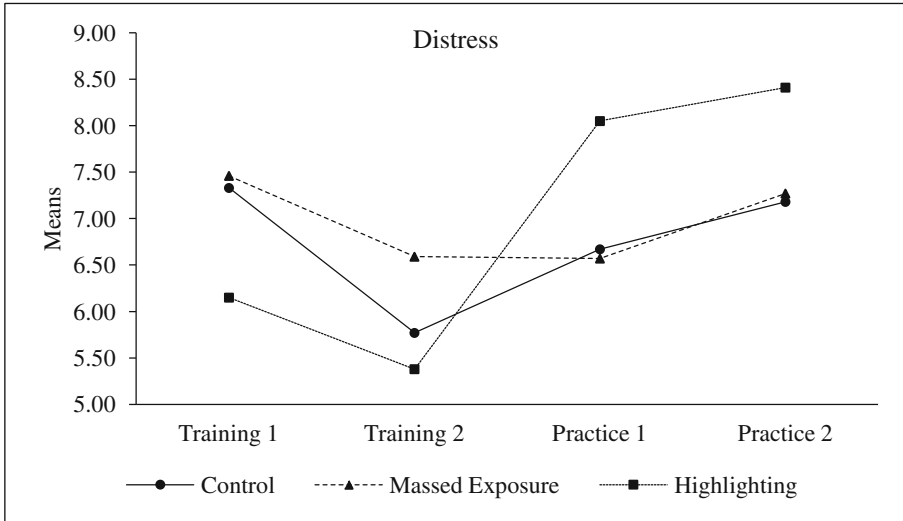 Distress
Means
9.00
8.50
8.00
7.50
7.00
6.50
6.00
5.50
5.00
Training 1 Training 2 Practice 1 Practice 2
Control Massed Exposure Highlighting